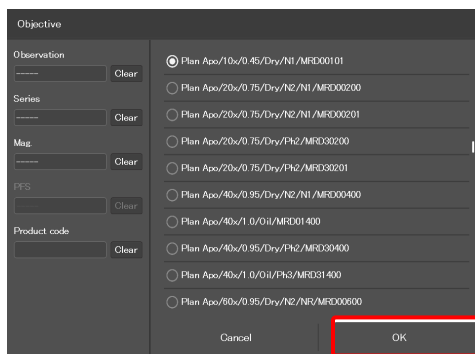 Objective
Observation
-----
Clear
Series
-----
Clear
Mag.
-----
Clear
PFS
-----
Clear
Product code
Clear
Plan Apo/10x/0.45/Dry/N1/MRD00101
Plan Apo/20x/0.75/Dry/N2/N1/MRD00200
Plan Apo/20x/0.75/Dry/N2/N1/MRD00201
Plan Apo/20x/0.75/Dry/Ph2/MRD30200
Plan Apo/20x/0.75/Dry/Ph2/MRD30201
Plan Apo/40x/0.95/Dry/N2/N1/MRD00400
Plan Apo/40x/1.0/Oil/MRD01400
Plan Apo/40x/0.95/Dry/Ph2/MRD30400
Plan Apo/40x/1.0/Oil/Ph3/MRD31400
Plan Apo/60x/0.95/Dry/N2/NR/MRD00600
Cancel
OK